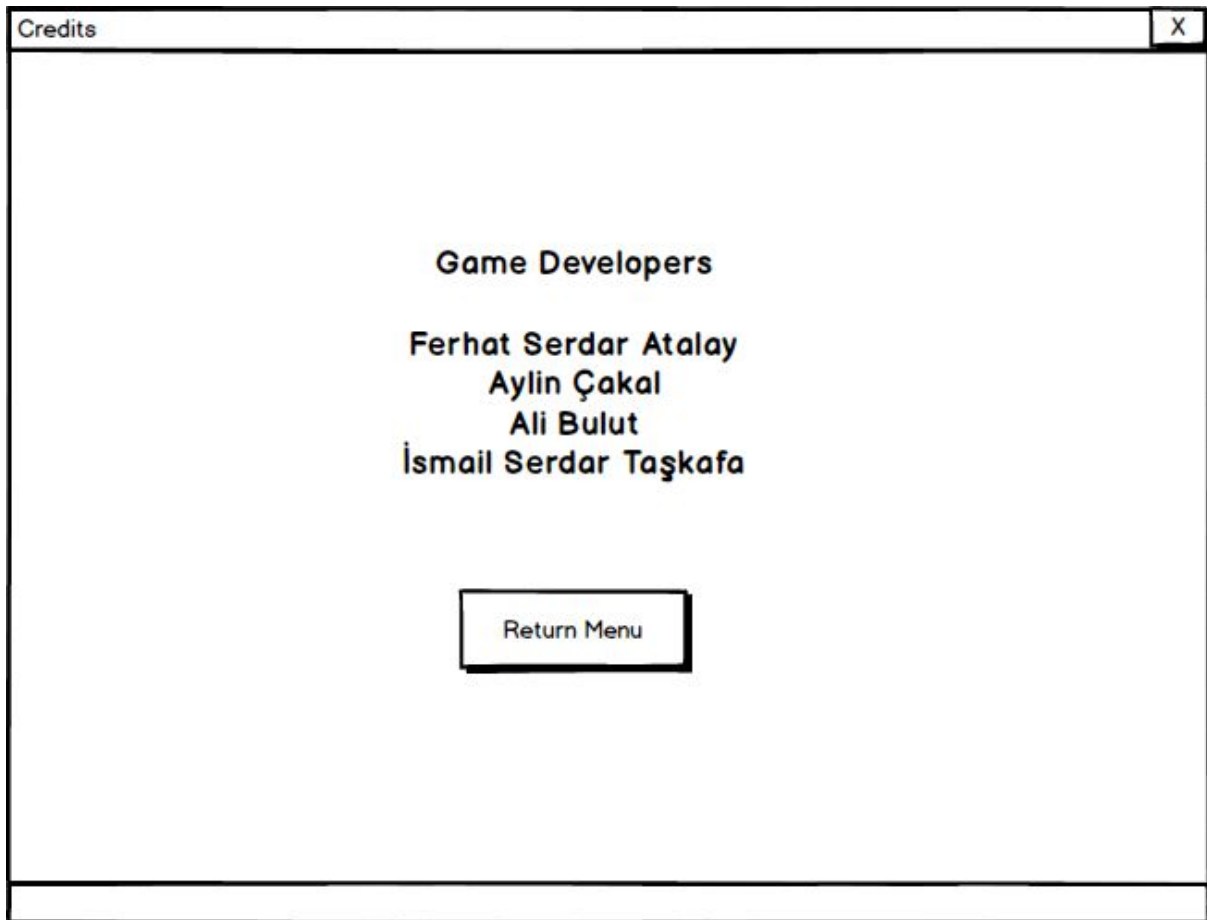 Credits
X
Game Developers
Ferhat Serdar Atalay
Aylin Çakal
Ali Bulut
İsmail Serdar Taşkafa
Return Menu